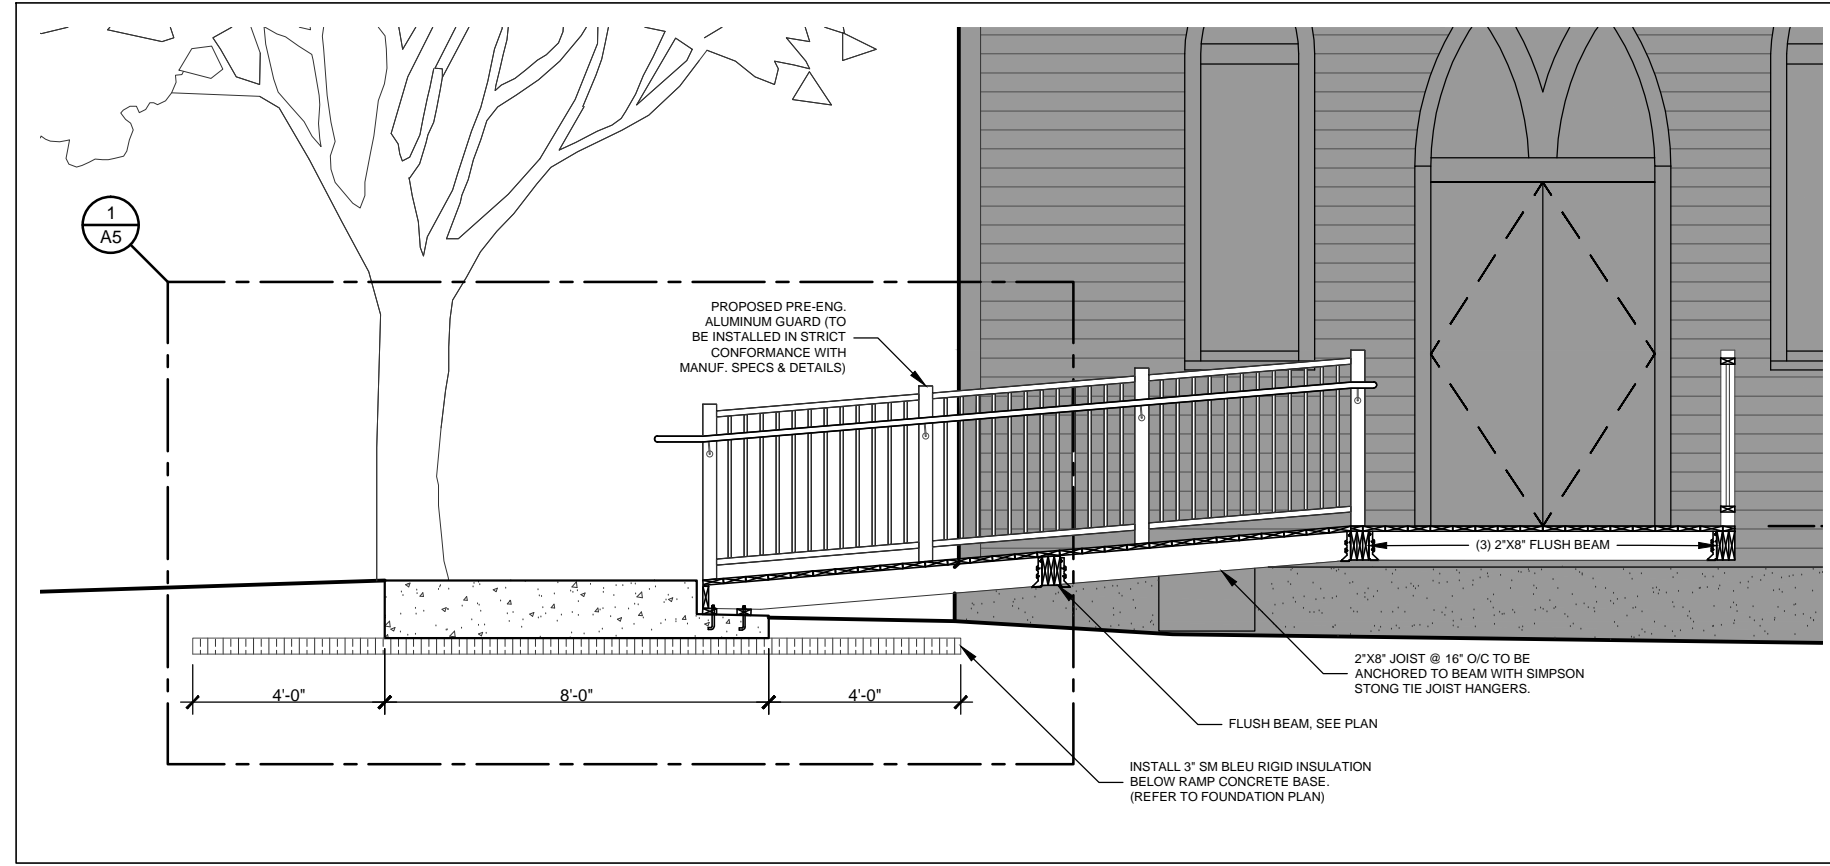 1
A5
PROPOSED PRE-ENG.
ALUMINUM GUARD (TO
BE INSTALLED IN STRICT
CONFORMANCE WITH
MANUF. SPECS & DETAILS)
(3) 2"X8" FLUSH BEAM
2"X8" JOIST @ 16" O/C TO BE
ANCHORED TO BEAM WITH SIMPSON
STONG TIE JOIST HANGERS.
4'-0"
8'-0"
4'-0"
FLUSH BEAM, SEE PLAN
INSTALL 3" SM BLEU RIGID INSULATION
BELOW RAMP CONCRETE BASE.
(REFER TO FOUNDATION PLAN)